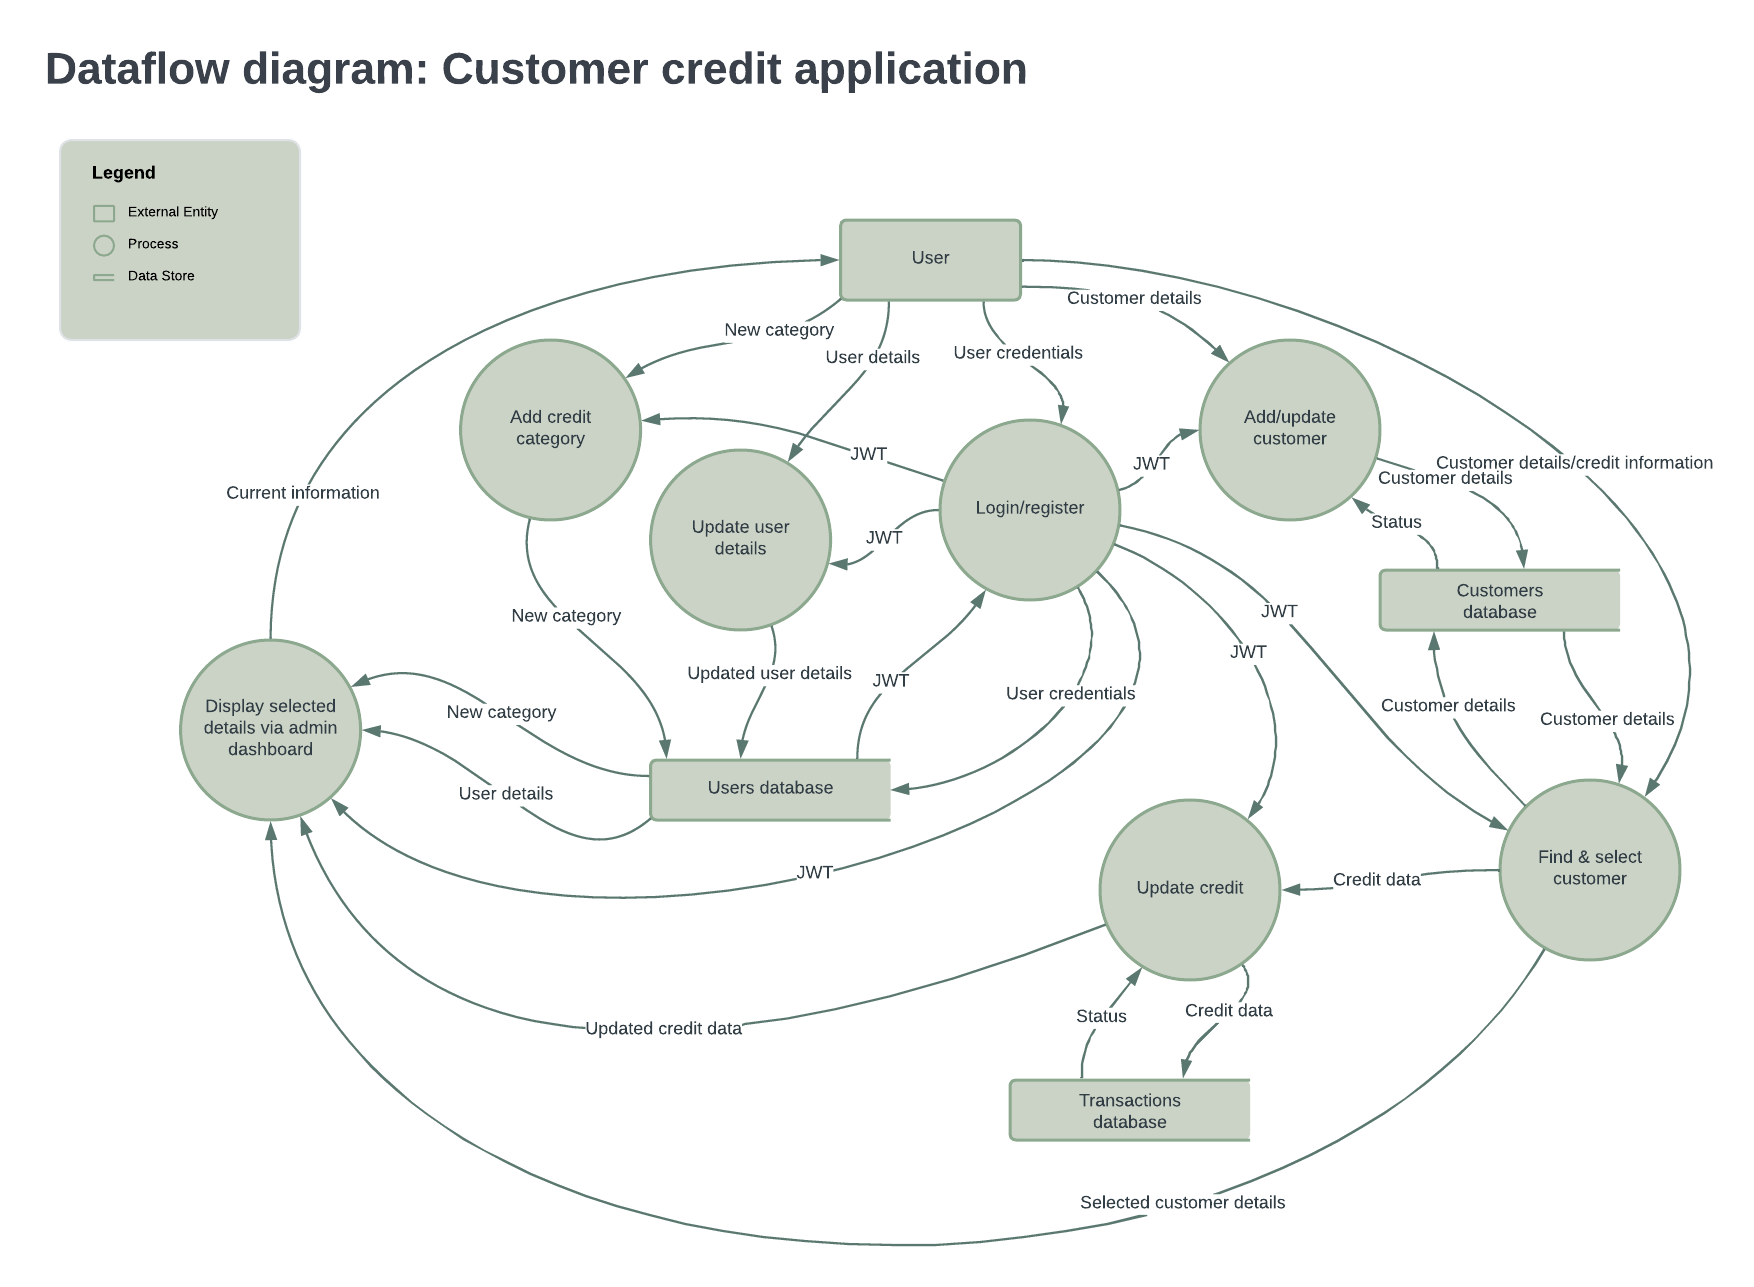 Dataflow diagram: Customer credit application
Legend
External Entity
Process
Data Store
User
Customer details
New category
User details
User credentials
Add credit
category
Add/update
customer
JWT
JWT
Customer details/credit information
Customer details
Current information
Login/register
Update user
details
JWT
Status
Customers
database
New category
JWT
JWT
Updated user details
JWT
User credentials
Customer details
Customer details
Display selected
details via admin
dashboard
New category
User details
Users database
JWT
Update credit
Credit data
Find & select
customer
Updated credit data
Status
Credit data
Transactions
database
Selected customer details